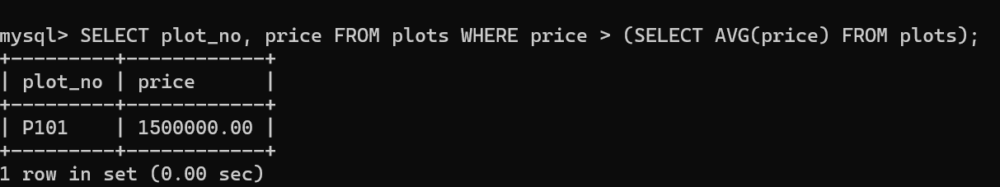 mysql> SELECT plot_no, price FROM plots WHERE price > (SELECT AVG(price) FROM plots);
+---------+------------+
| plot_no | price      |
+---------+------------+
| P101    | 1500000.00 |
+---------+------------+
1 row in set (0.00 sec)